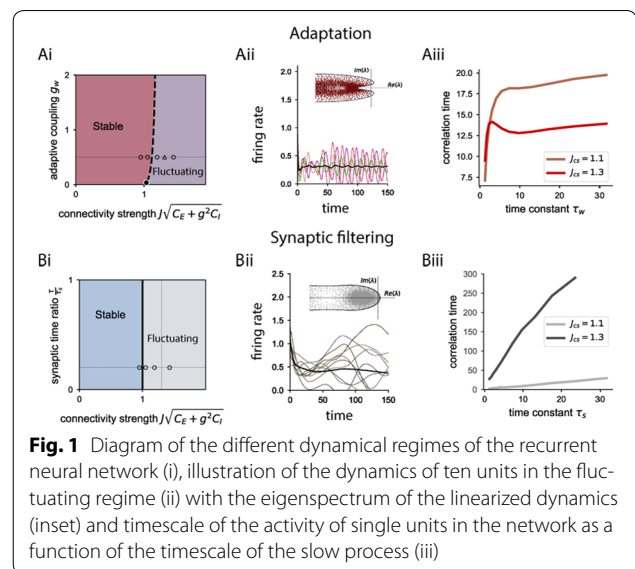 Adaptation
Ai
adaptive coupling g_w
2
1
0
0
1
Stable
Fluctuating
connectivity strength J√(C_E + g²C_I)
Aii
firing rate
2.0
1.5
1.0
0.5
0.0
0
50
100
150
time
Im(λ)
Re(λ)
Aiii
correlation time
20.0
17.5
15.0
12.5
10.0
7.5
0
10
20
30
time constant τ_w
J_cs = 1.1
J_cs = 1.3
Synaptic filtering
Bi
synaptic time ratio τ/τ_s
1
0
0
1
Stable
Fluctuating
connectivity strength J√(C_E + g²C_I)
Bii
firing rate
2.5
2.0
1.5
1.0
0.5
0.0
0
50
100
150
time
Im(λ)
Re(λ)
Biii
correlation time
300
250
200
150
100
50
0
0
10
20
30
time constant τ_s
J_cs = 1.1
J_cs = 1.3
Fig. 1 Diagram of the different dynamical regimes of the recurrent
neural network (i), illustration of the dynamics of ten units in the fluc-
tuating regime (ii) with the eigenspectrum of the linearized dynamics
(inset) and timescale of the activity of single units in the network as a
function of the timescale of the slow process (iii)